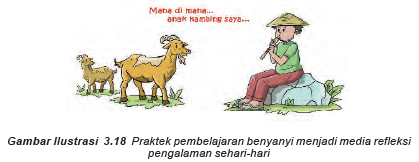 Mana di mana...
anak kambing saya...
Gambar Ilustrasi 3.18 Praktek pembelajaran benyanyi menjadi media refleksi
pengalaman sehari-hari